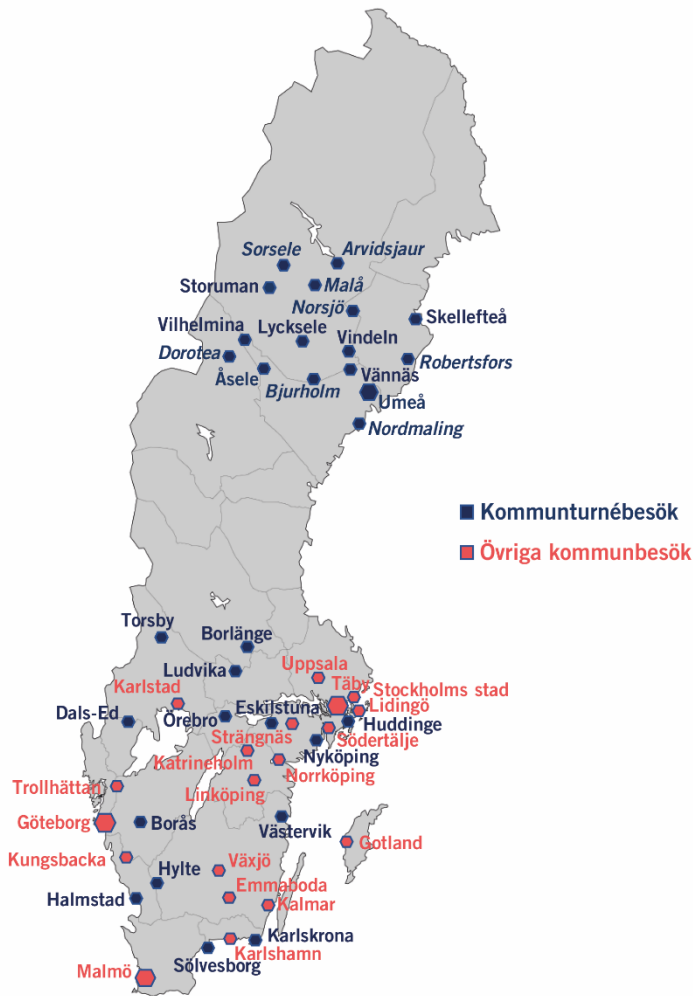 Sorsele
Arvidsjaur
Storuman
Malå
Norsjö
Skellefteå
Vilhelmina
Lycksele
Vindeln
Dorotea
Robertsfors
Åsele
Vännäs
Bjurholm
Umeå
Nordmaling
Kommunturnébesök
Övriga kommunbesök
Torsby
Borlänge
Uppsala
Ludvika
Täby
Stockholms stad
Karlstad
Lidingö
Dals-Ed
Örebro
Eskilstuna
Huddinge
Strängnäs
Södertälje
Nyköping
Katrineholm
Norrköping
Trollhättan
Linköping
Göteborg
Borås
Västervik
Gotland
Kungsbacka
Växjö
Hylte
Emmaboda
Halmstad
Kalmar
Karlskrona
Karlshamn
Sölvesborg
Malmö